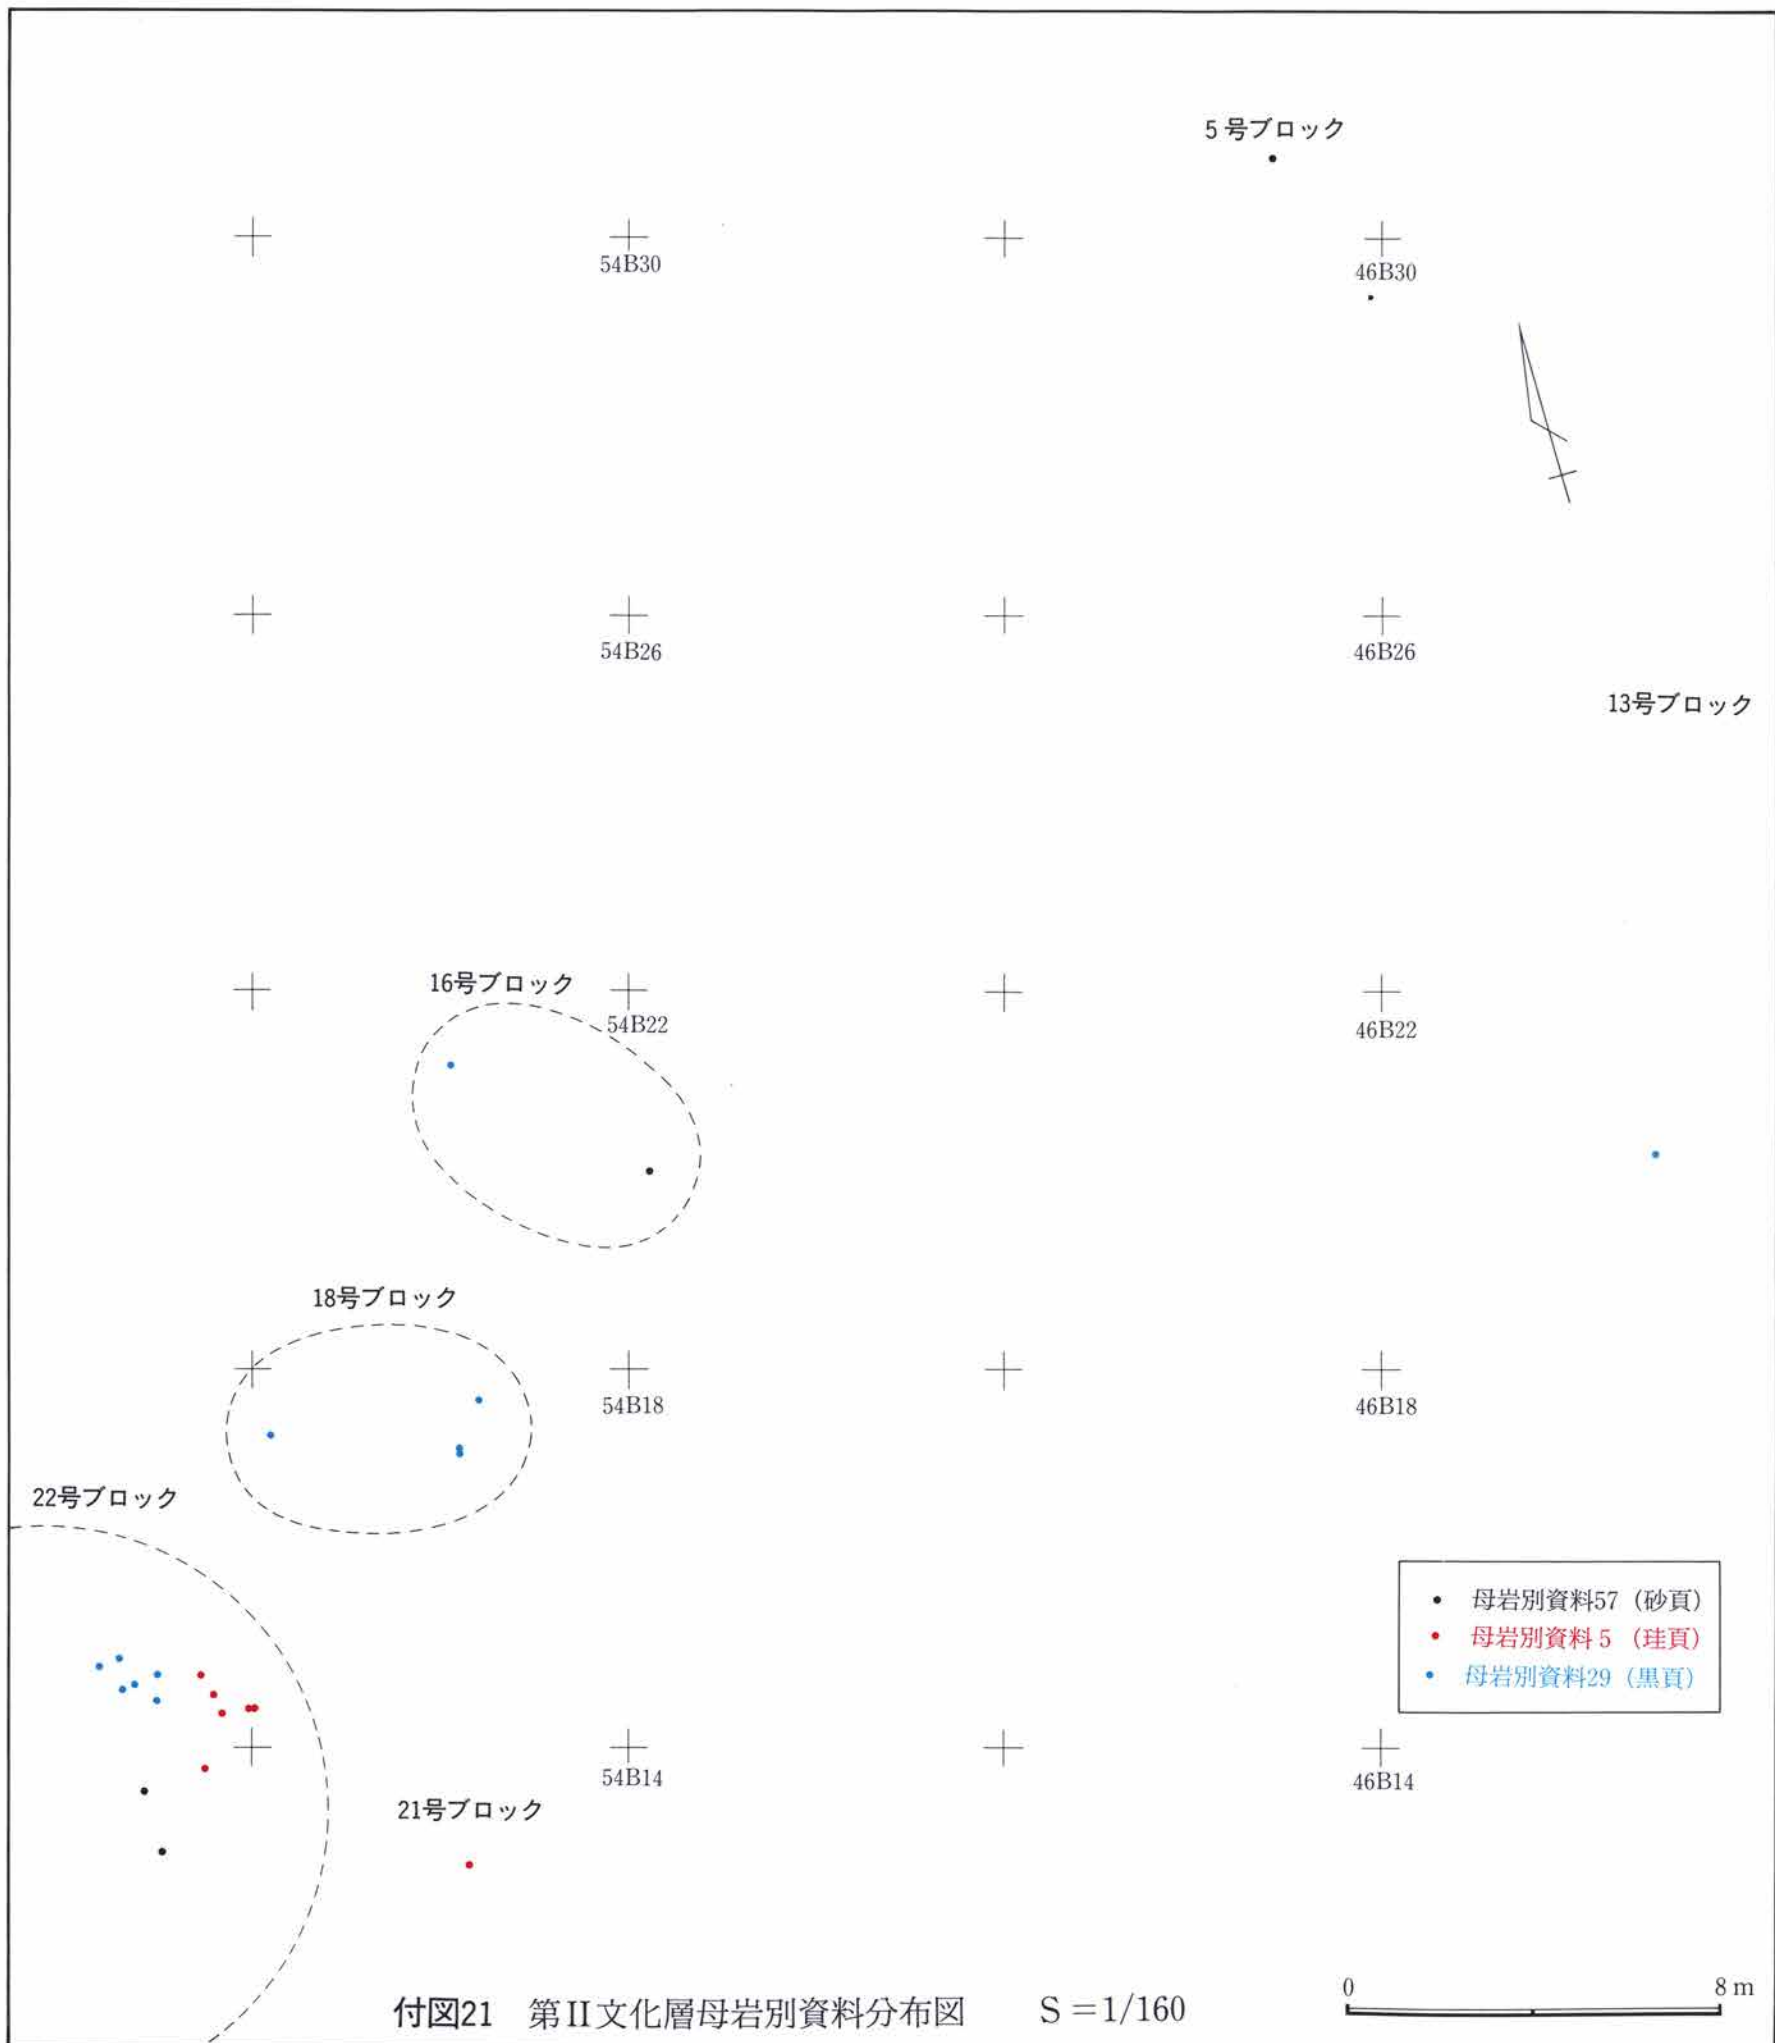 5号ブロック
54B30
46B30
54B26
46B26
13号ブロック
16号ブロック
54B22
46B22
18号ブロック
54B18
46B18
22号ブロック
母岩別資料57（砂頁）
母岩別資料5（珪頁）
母岩別資料29（黒頁）
54B14
46B14
21号ブロック
0 8m
付図21 第II文化層母岩別資料分布図 S=1/160